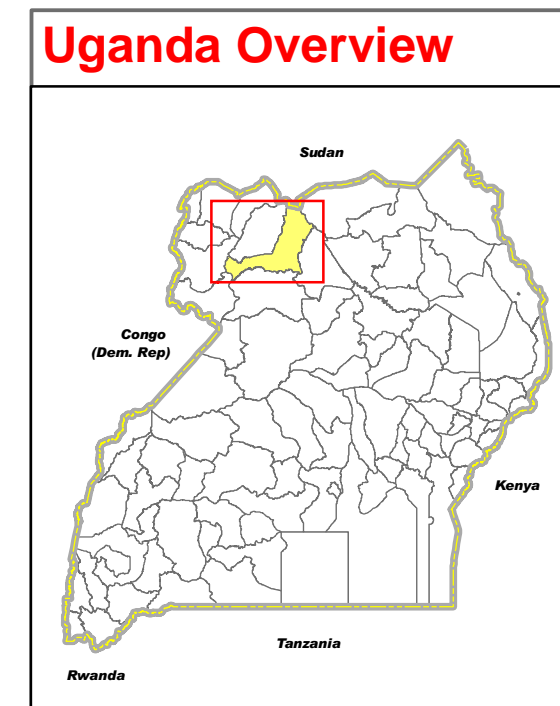 Uganda Overview
Sudan
Congo
(Dem. Rep)
Kenya
Tanzania
Rwanda